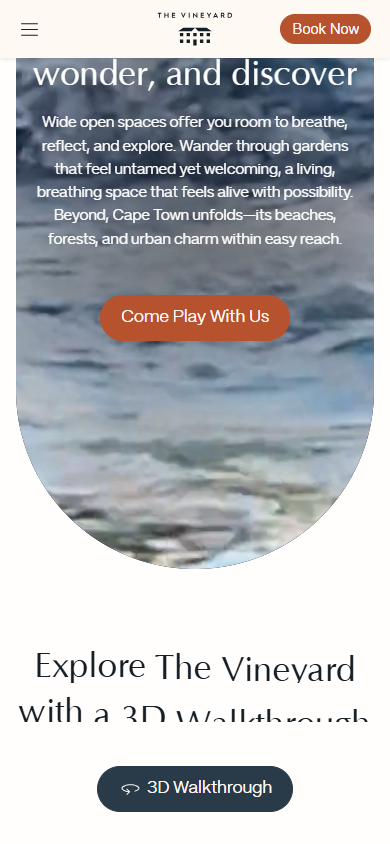 THE VINEYARD
Book Now
wonder, and discover
Wide open spaces offer you room to breathe,
reflect, and explore. Wander through gardens
that feel untamed yet welcoming, a living,
breathing space that feels alive with possibility.
Beyond, Cape Town unfolds—its beaches,
forests, and urban charm within easy reach.
Come Play With Us
Explore The Vineyard
with a 3D Walkthrough
3D Walkthrough